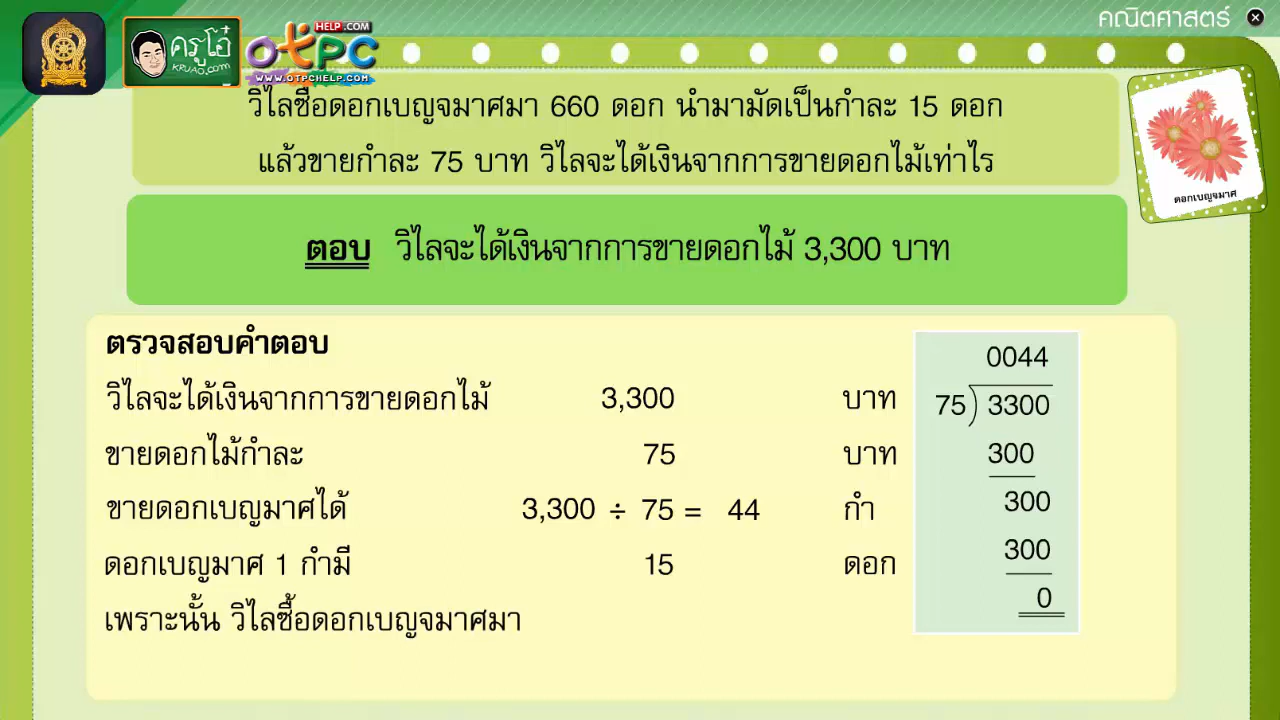 คณิตศาสตร์
ครูโอ๋
KRUAO.com
HELP.COM
OTPC
WWW.OTPCHELP.COM
วิไลซื้อดอกเบญจมาศมา 660 ดอก นำมามัดเป็นกำละ 15 ดอก
แล้วขายกำละ 75 บาท วิไลจะได้เงินจากการขายดอกไม้เท่าไร
ดอกเบญจมาศ
ตอบ วิไลจะได้เงินจากการขายดอกไม้ 3,300 บาท
ตรวจสอบคำตอบ
วิไลจะได้เงินจากการขายดอกไม้ 3,300 บาท
ขายดอกไม้กำละ 75 บาท
ขายดอกเบญมาศได้ 3,300 ÷ 75 = 44 กำ
ดอกเบญมาศ 1 กำมี 15 ดอก
เพราะนั้น วิไลซื้อดอกเบญจมาศมา
0044
75)3300
300
300
300
0